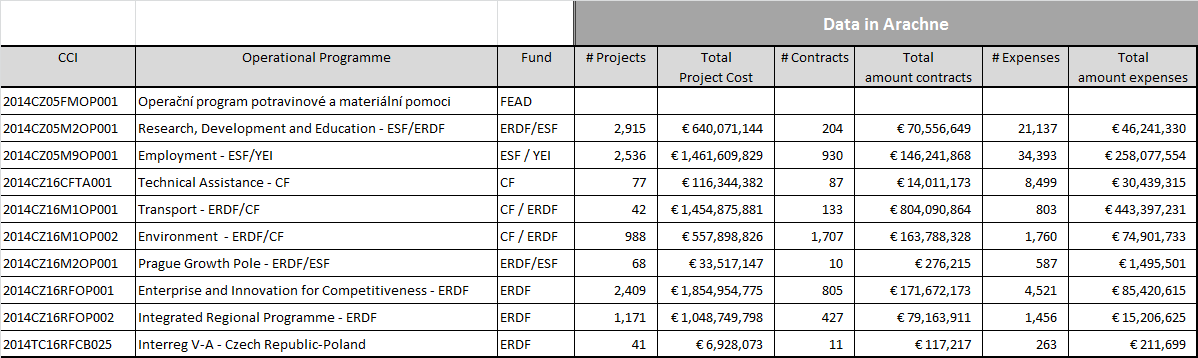 Data in Arachne
CCI Operational Programme Fund # Projects Total Project Cost # Contracts Total amount contracts # Expenses Total amount expenses
2014CZ05FMOP001 Operační program potravinové a materiální pomoci FEAD
2014CZ05M2OP001 Research, Development and Education - ESF/ERDF ERDF/ESF 2,915 € 640,071,144 204 € 70,556,649 21,137 € 46,241,330
2014CZ05M9OP001 Employment - ESF/YEI ESF / YEI 2,536 € 1,461,609,829 930 € 146,241,868 34,393 € 258,077,554
2014CZ16CFTA001 Technical Assistance - CF CF 77 € 116,344,382 87 € 14,011,173 8,499 € 30,439,315
2014CZ16M1OP001 Transport - ERDF/CF CF / ERDF 42 € 1,454,875,881 133 € 804,090,864 803 € 443,397,231
2014CZ16M1OP002 Environment - ERDF/CF CF / ERDF 988 € 557,898,826 1,707 € 163,788,328 1,760 € 74,901,733
2014CZ16M2OP001 Prague Growth Pole - ERDF/ESF ERDF/ESF 68 € 33,517,147 10 € 276,215 587 € 1,495,501
2014CZ16RFOP001 Enterprise and Innovation for Competitiveness - ERDF ERDF 2,409 € 1,854,954,775 805 € 171,672,173 4,521 € 85,420,615
2014CZ16RFOP002 Integrated Regional Programme - ERDF ERDF 1,171 € 1,048,749,798 427 € 79,163,911 1,456 € 15,206,625
2014TC16RFCB025 Interreg V-A - Czech Republic-Poland ERDF 41 € 6,928,073 11 € 117,217 263 € 211,699